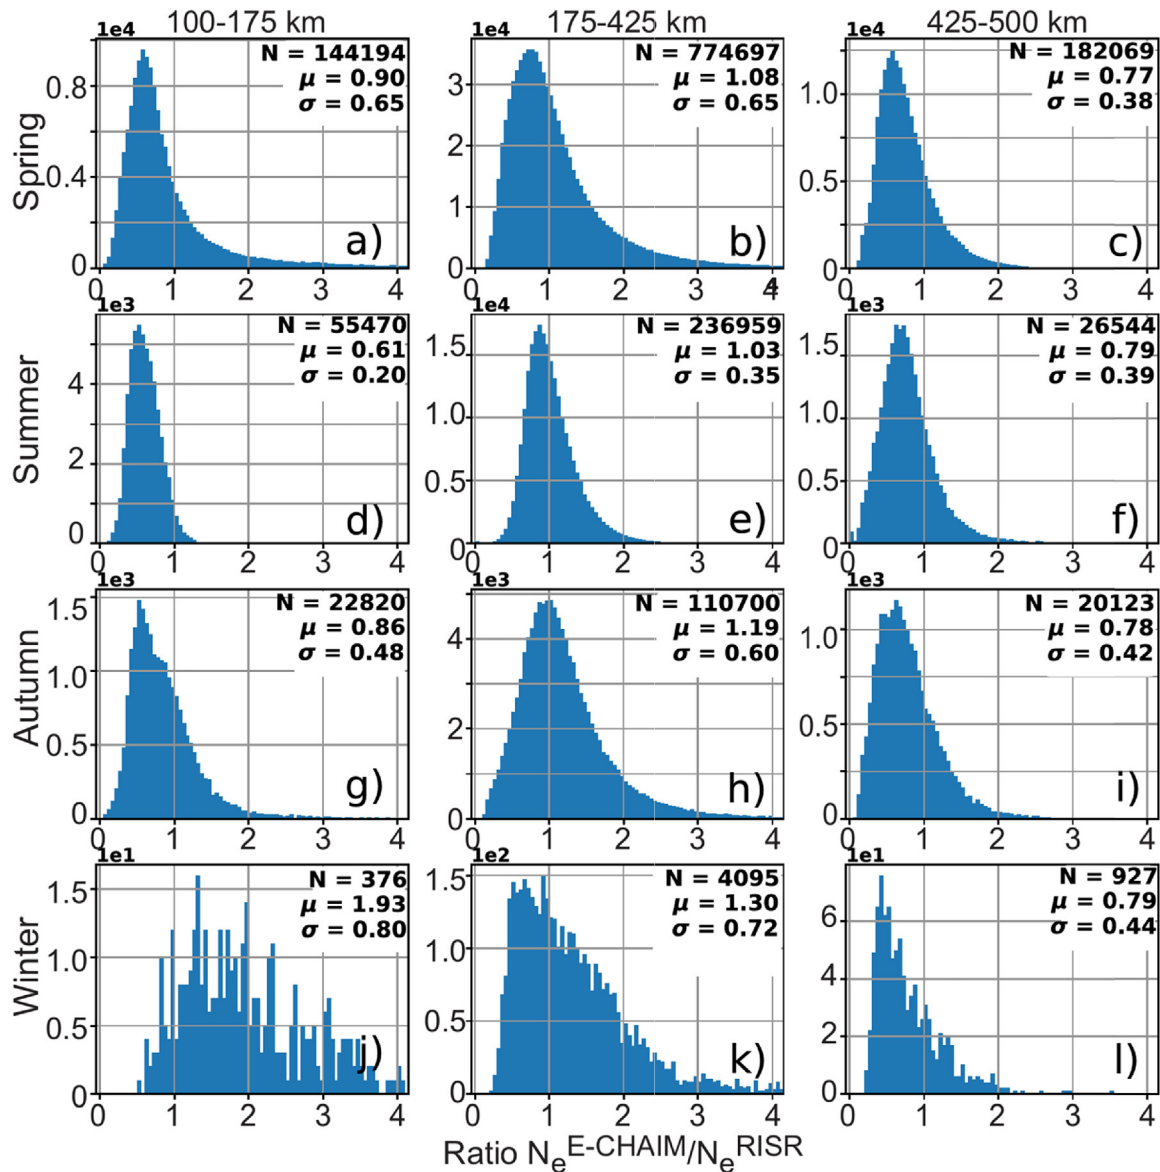 100-175 km 175-425 km 425-500 km
Spring
1e4
N = 144194
μ = 0.90
σ = 0.65
0.8
0.4
0
a)
0 1 2 3 4
1e4
N = 774697
μ = 1.08
σ = 0.65
3
2
1
0
b)
0 1 2 3 4
1e4
N = 182069
μ = 0.77
σ = 0.38
1.0
0.5
0
c)
0 1 2 3 4
Summer
1e3
N = 55470
μ = 0.61
σ = 0.20
4
2
0
d)
0 1 2 3 4
1e4
N = 236959
μ = 1.03
σ = 0.35
1.5
1.0
0.5
0
e)
0 1 2 3 4
1e3
N = 26544
μ = 0.79
σ = 0.39
1.5
1.0
0.5
0
f)
0 1 2 3 4
Autumn
1e3
N = 22820
μ = 0.86
σ = 0.48
1.5
1.0
0.5
0
g)
0 1 2 3 4
1e3
N = 110700
μ = 1.19
σ = 0.60
4
2
0
h)
0 1 2 3 4
1e3
N = 20123
μ = 0.78
σ = 0.42
1.0
0.5
0
i)
0 1 2 3 4
Winter
1e1
N = 376
μ = 1.93
σ = 0.80
1.5
1.0
0.5
0
j)
0 1 2 3 4
1e2
N = 4095
μ = 1.30
σ = 0.72
1.5
1.0
0.5
0
k)
0 1 2 3 4
1e1
N = 927
μ = 0.79
σ = 0.44
6
4
2
0
l)
0 1 2 3 4
Ratio Ne^E-CHAIM/Ne^RISR